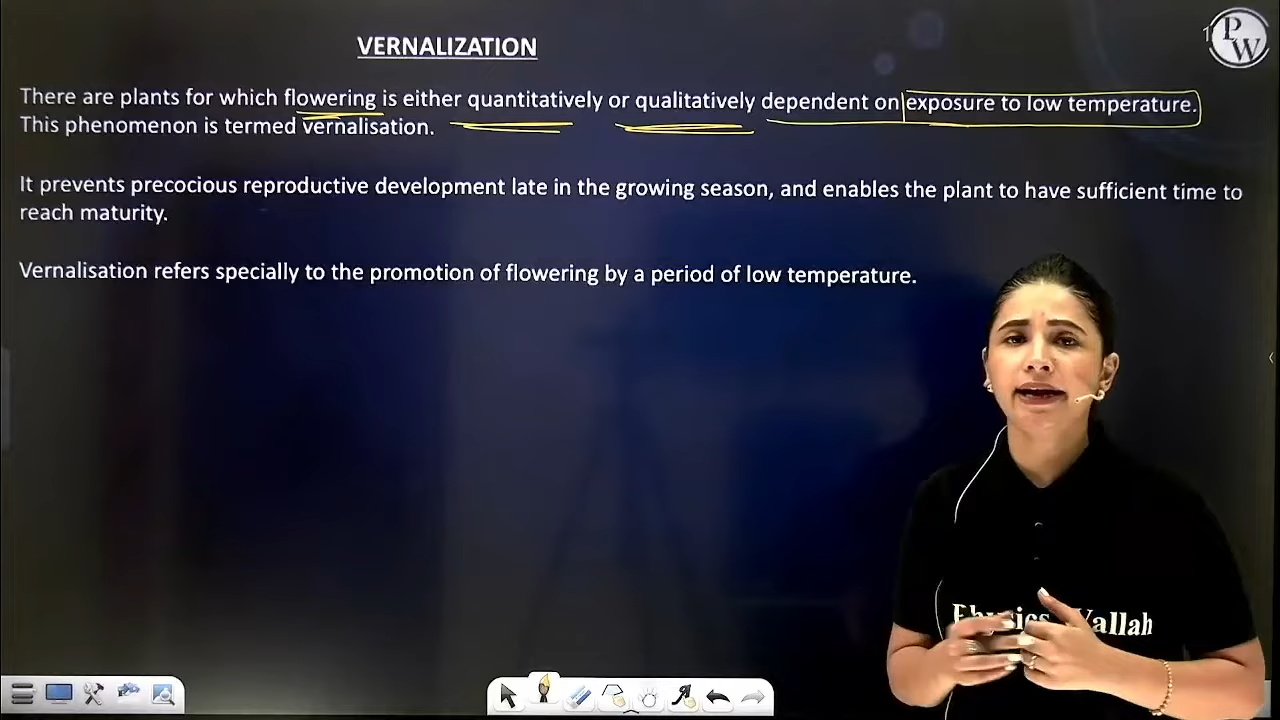 VERNALIZATION
There are plants for which flowering is either quantitatively or qualitatively dependent on exposure to low temperature.
This phenomenon is termed vernalisation.
It prevents precocious reproductive development late in the growing season, and enables the plant to have sufficient time to
reach maturity.
Vernalisation refers specially to the promotion of flowering by a period of low temperature.
P
W
Physics Wallah